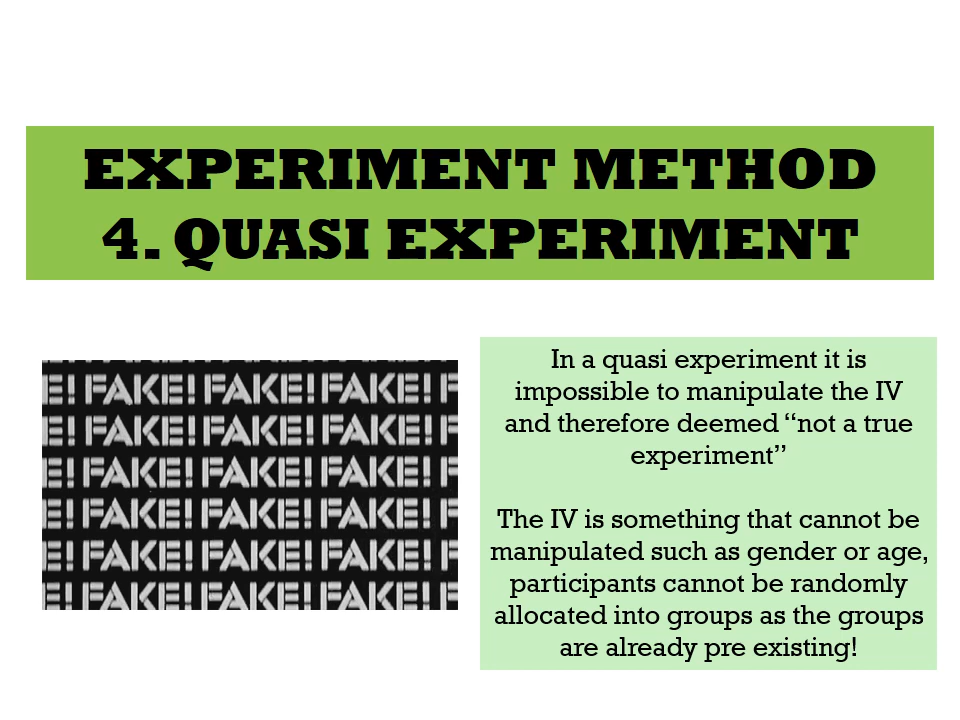 EXPERIMENT METHOD
4. QUASI EXPERIMENT
E! FAKE! FAKE! FAKE! F
E! FAKE! FAKE! FAKE! F
E! FAKE! FAKE! FAKE! F
E! FAKE! FAKE! FAKE! F
E! FAKE! FAKE! FAKE! F
E! FAKE! FAKE! FAKE! F
In a quasi experiment it is
impossible to manipulate the IV
and therefore deemed “not a true
experiment”
The IV is something that cannot be
manipulated such as gender or age,
participants cannot be randomly
allocated into groups as the groups
are already pre existing!